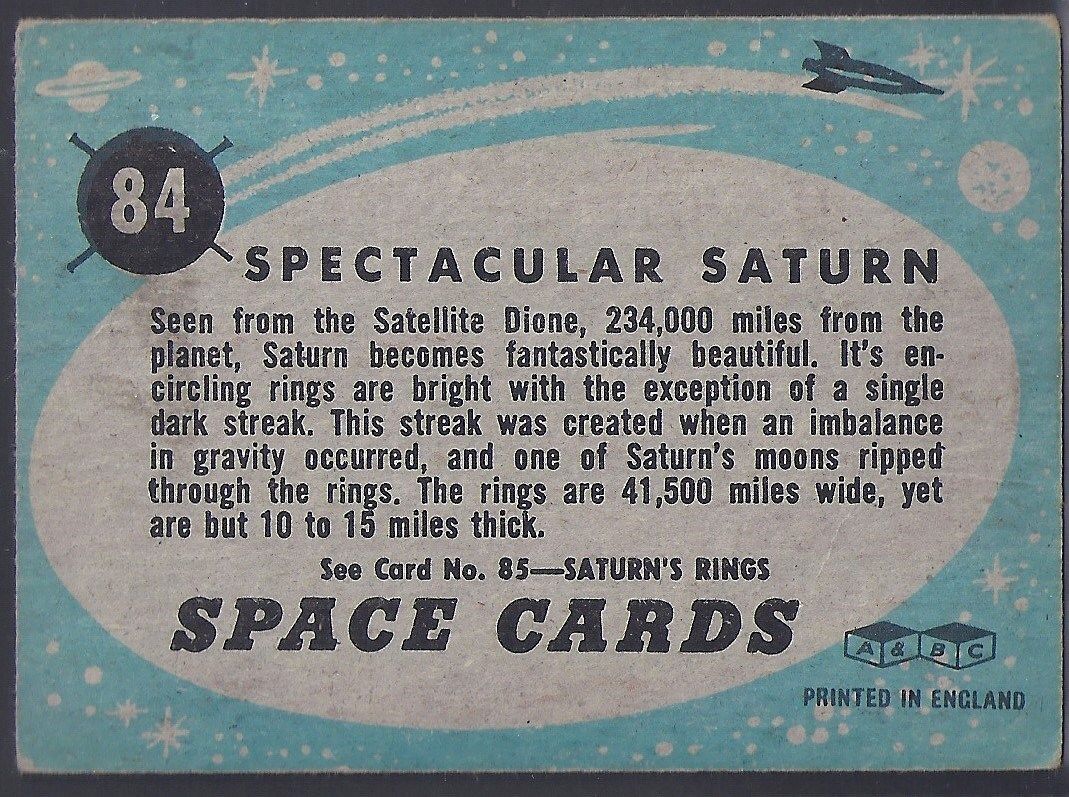 84
SPECTACULAR SATURN
Seen from the Satellite Dione, 234,000 miles from the
planet, Saturn becomes fantastically beautiful. It's en-
circling rings are bright with the exception of a single
dark streak. This streak was created when an imbalance
in gravity occurred, and one of Saturn's moons ripped
through the rings. The rings are 41,500 miles wide, yet
are but 10 to 15 miles thick.
See Card No. 85—SATURN'S RINGS
SPACE CARDS
A & B C
PRINTED IN ENGLAND